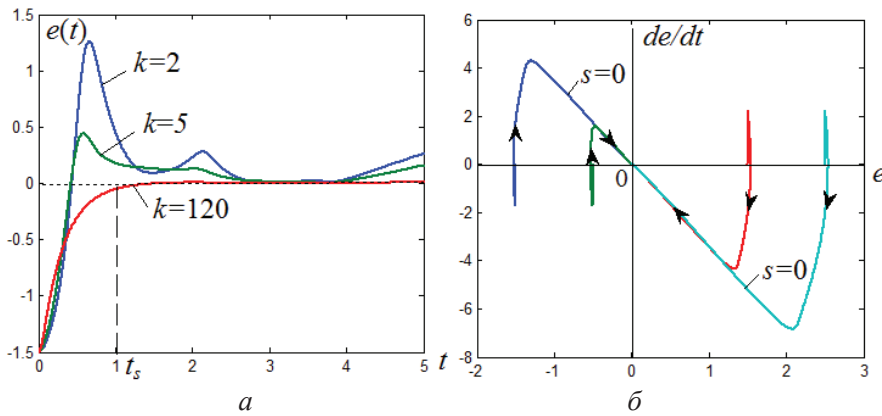 e(t)
k=2
k=5
k=120
1.5
1
0.5
0
-0.5
-1
-1.5
0 1 2 3 4 5
t_s
t
а
de/dt
s=0
s=0
0
e
6
4
2
0
-2
-4
-6
-8
-2 -1 0 1 2 3
б